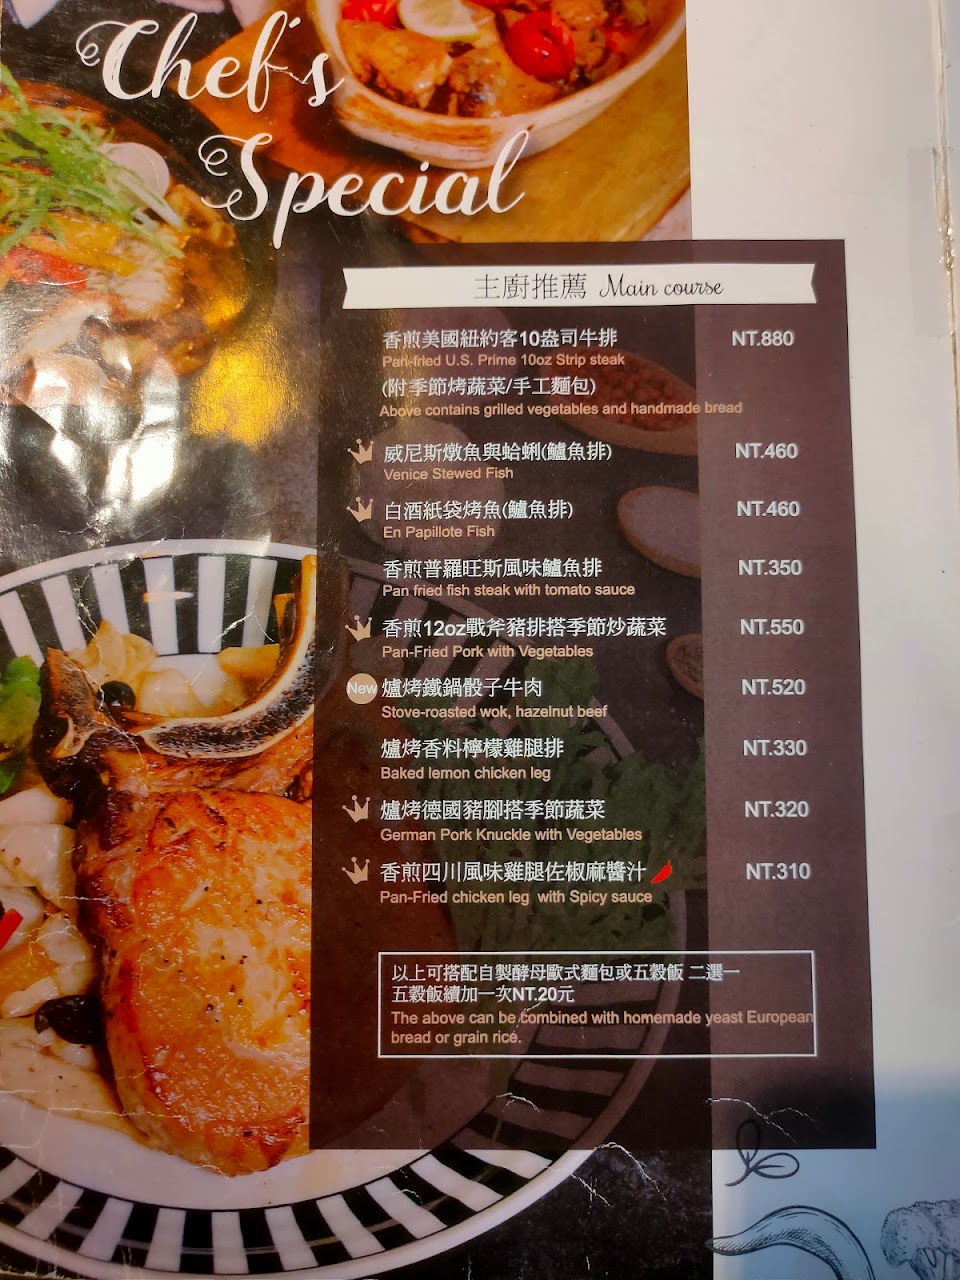 Chef's
Special
主廚推薦 Main course
香煎美國紐約客10盎司牛排 NT.880
Pan-fried U.S. Prime 10oz Strip steak
(附季節烤蔬菜/手工麵包)
Above contains grilled vegetables and handmade bread
威尼斯燉魚與蛤蜊(鱸魚排) NT.460
Venice Stewed Fish
白酒紙袋烤魚(鱸魚排) NT.460
En Papillote Fish
香煎普羅旺斯風味鱸魚排 NT.350
Pan fried fish steak with tomato sauce
香煎12oz戰斧豬排搭季節炒蔬菜 NT.550
Pan-Fried Pork with Vegetables
New 爐烤鐵鍋骰子牛肉 NT.520
Stove-roasted wok, hazelnut beef
爐烤香料檸檬雞腿排 NT.330
Baked lemon chicken leg
爐烤德國豬腳搭季節蔬菜 NT.320
German Pork Knuckle with Vegetables
香煎四川風味雞腿佐椒麻醬汁 NT.310
Pan-Fried chicken leg with Spicy sauce
以上可搭配自製酵母歐式麵包或五穀飯 二選一
五穀飯續加一次NT.20元
The above can be combined with homemade yeast European
bread or grain rice.